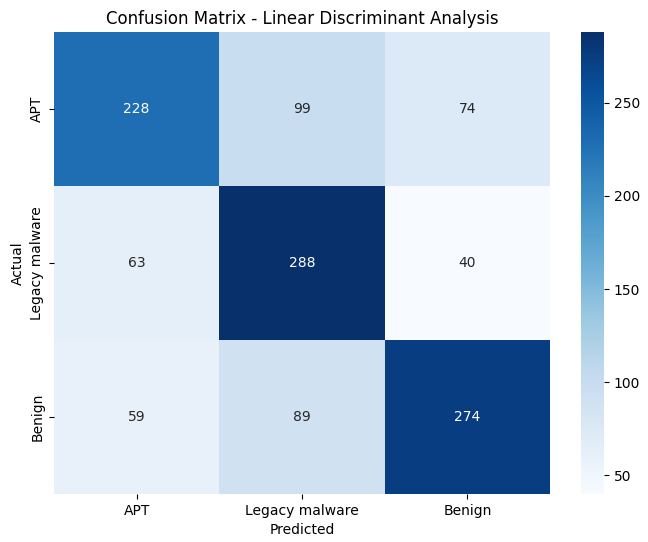 Confusion Matrix - Linear Discriminant Analysis
Actual
APT
228 99 74
Legacy malware
63 288 40
Benign
59 89 274
APT Legacy malware Benign
Predicted
250
200
150
100
50